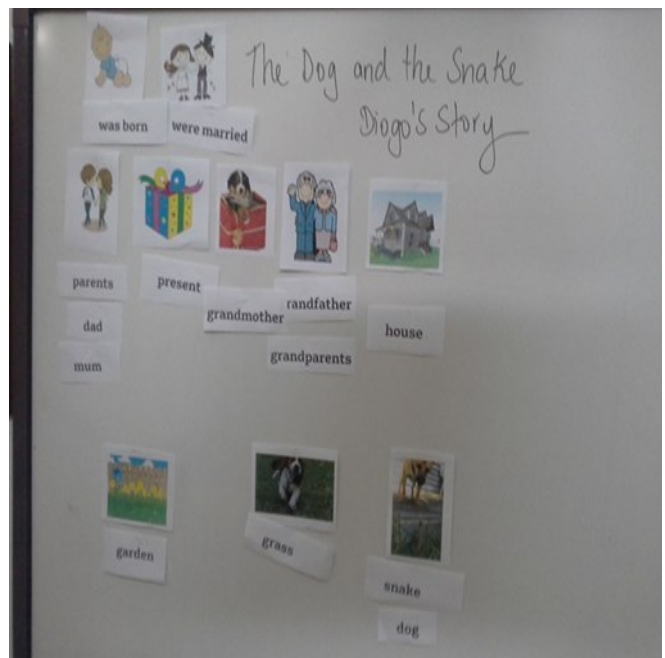 The Dog and the Snake
Diogo's Story
was born
were married
parents
present
grandmother
randfather
house
dad
mum
grandparents
garden
grass
snake
dog